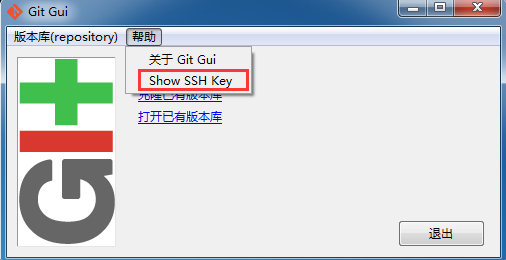 Git Gui
版本库(repository) 帮助
关于 Git Gui
Show SSH Key
克隆已有版本库
打开已有版本库
GIT
退出